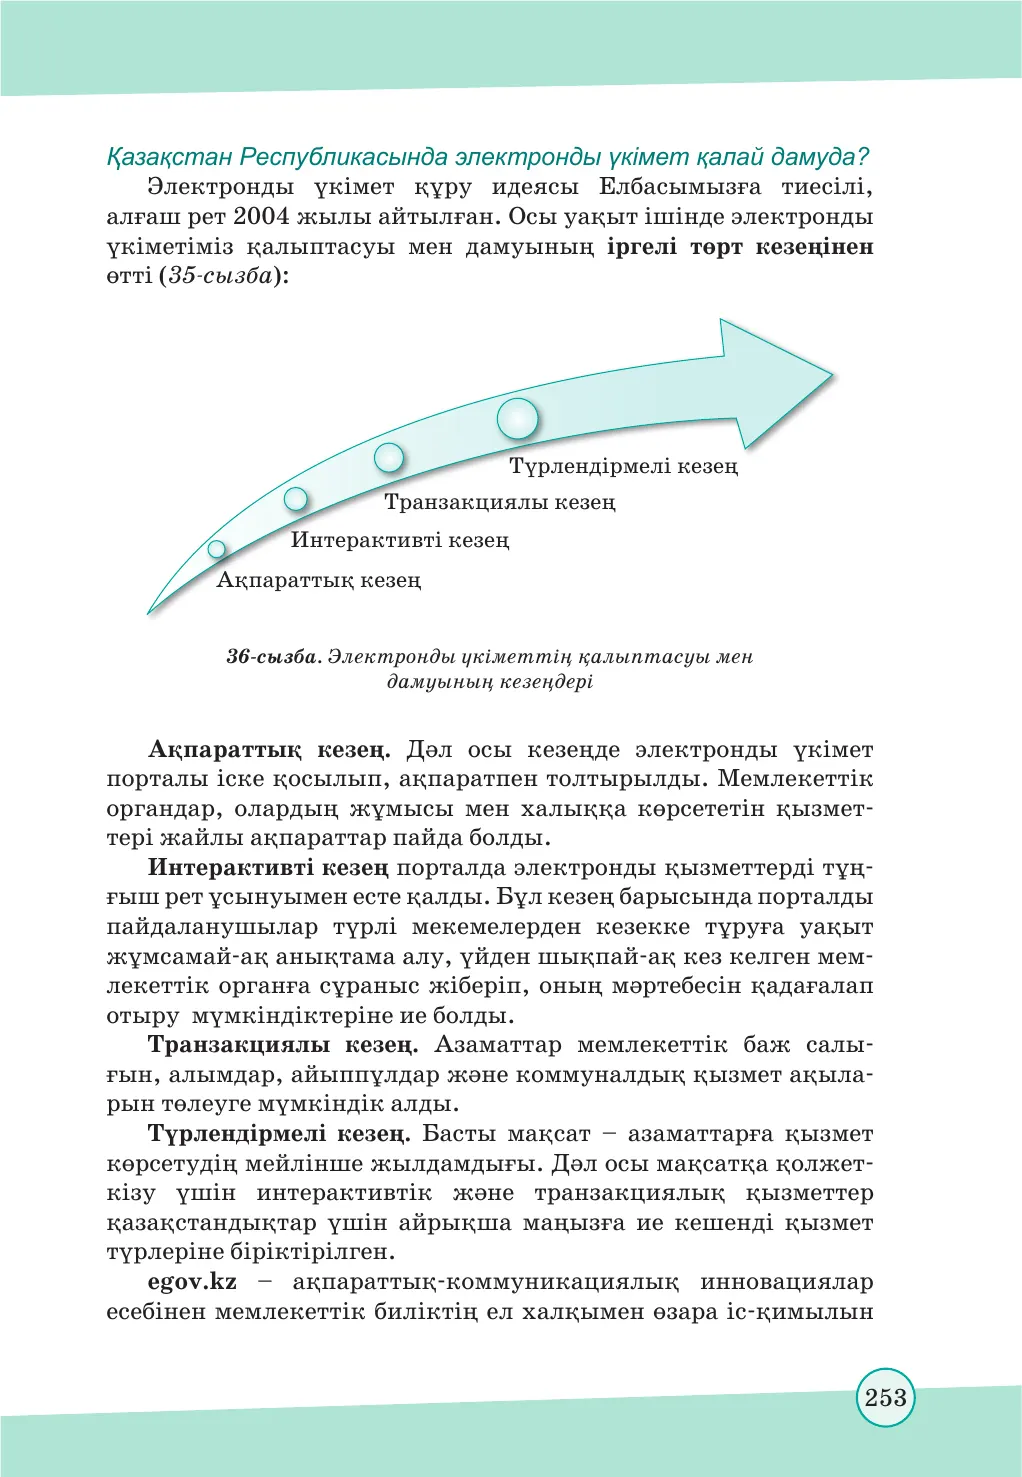 Қазақстан Республикасында электронды үкімет қалай дамуда?
Электронды үкімет құру идеясы Елбасымызға тиесілі,
алғаш рет 2004 жылы айтылған. Осы уақыт ішінде электронды
үкіметіміз қалыптасуы мен дамуының іргелі төрт кезеңінен
өтті (35-сызба):
Түрлендірмелі кезең
Транзакциялы кезең
Интерактивті кезең
Ақпараттық кезең
36-сызба. Электронды үкіметтің қалыптасуы мен
дамуының кезеңдері
Ақпараттық кезең. Дәл осы кезеңде электронды үкімет
порталы іске қосылып, ақпаратпен толтырылды. Мемлекеттік
органдар, олардың жұмысы мен халыққа көрсететін қызмет-
тері жайлы ақпараттар пайда болды.
Интерактивті кезең порталда электронды қызметтерді тұң-
ғыш рет ұсынуымен есте қалды. Бұл кезең барысында порталды
пайдаланушылар түрлі мекемелерден кезекке тұруға уақыт
жұмсамай-ақ анықтама алу, үйден шықпай-ақ кез келген мем-
лекеттік органға сұраныс жіберіп, оның мәртебесін қадағалап
отыру мүмкіндіктеріне ие болды.
Транзакциялы кезең. Азаматтар мемлекеттік баж салы-
ғын, алымдар, айыппұлдар және коммуналдық қызмет ақыла-
рын төлеуге мүмкіндік алды.
Түрлендірмелі кезең. Басты мақсат – азаматтарға қызмет
көрсетудің мейлінше жылдамдығы. Дәл осы мақсатқа қолжет-
кізу үшін интерактивтік және транзакциялық қызметтер
қазақстандықтар үшін айрықша маңызға ие кешенді қызмет
түрлеріне біріктірілген.
egov.kz – ақпараттық-коммуникациялық инновациялар
есебінен мемлекеттік биліктің ел халқымен өзара іс-қимылын
253